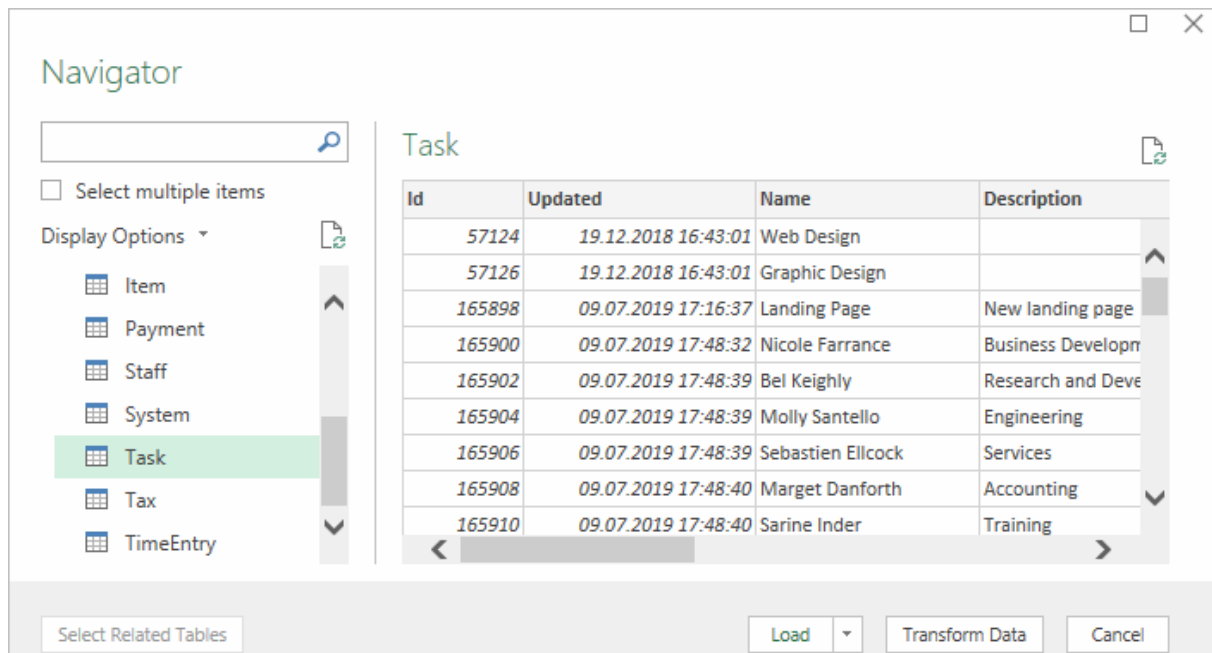 Navigator
Select multiple items
Display Options
Item
Payment
Staff
System
Task
Tax
TimeEntry
Task
Id Updated Name Description
57124 19.12.2018 16:43:01 Web Design
57126 19.12.2018 16:43:01 Graphic Design
165898 09.07.2019 17:16:37 Landing Page New landing page
165900 09.07.2019 17:48:32 Nicole Farrance Business Developm
165902 09.07.2019 17:48:39 Bel Keighly Research and Deve
165904 09.07.2019 17:48:39 Molly Santello Engineering
165906 09.07.2019 17:48:39 Sebastien Ellcock Services
165908 09.07.2019 17:48:40 Marget Danforth Accounting
165910 09.07.2019 17:48:40 Sarine Inder Training
Select Related Tables Load Transform Data Cancel